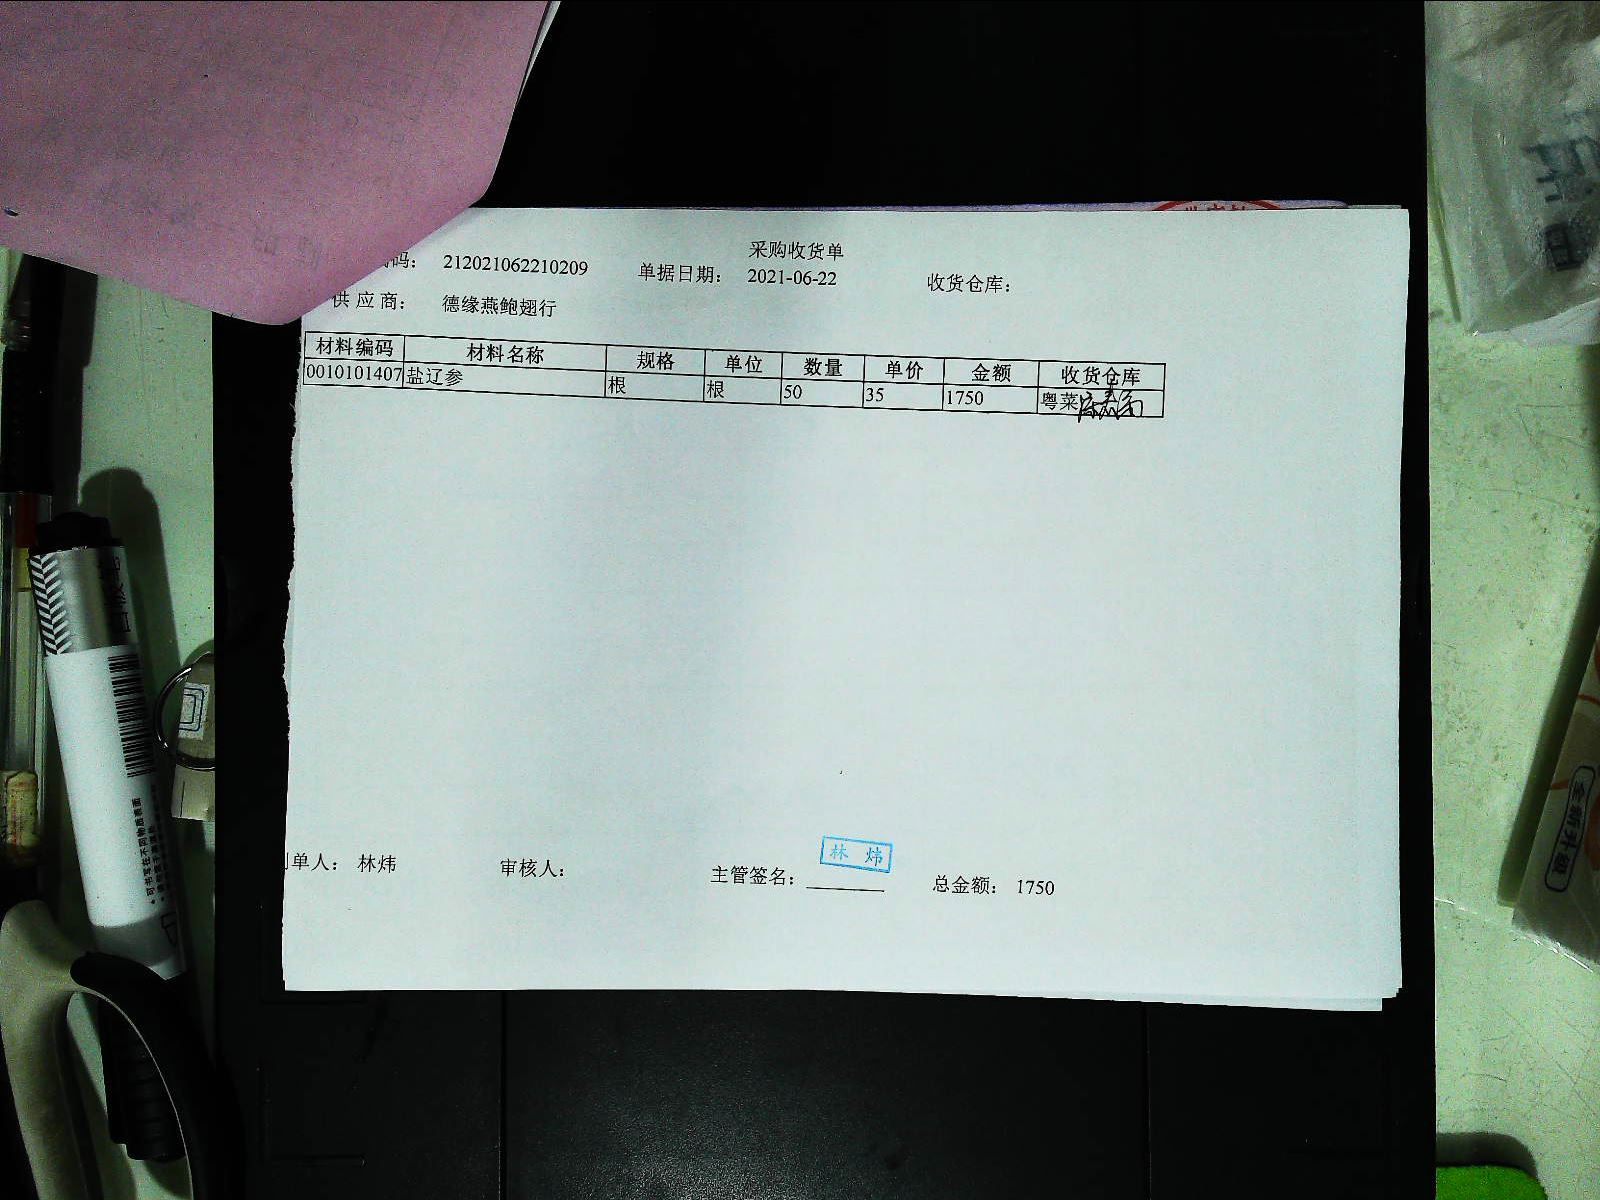 采购收货单
码： 212021062210209 单据日期： 2021-06-22 收货仓库：
供应商： 德缘燕鲍翅行
材料编码 材料名称 规格 单位 数量 单价 金额 收货仓库
0010101407 盐辽参 根 根 50 35 1750 粤菜
单人： 林炜 审核人： 主管签名： 林炜 总金额： 1750